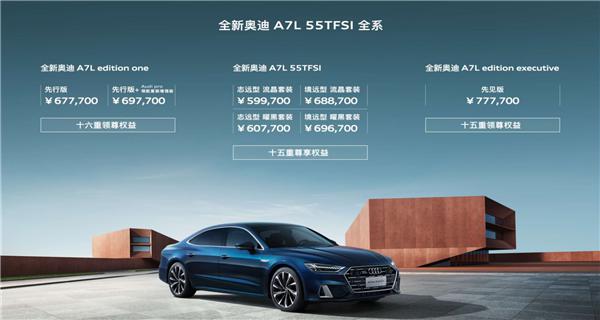 全新奥迪 A7L 55TFSI 全系
全新奥迪 A7L edition one
先行版
￥677,700
先行版+ Audi pro
￥697,700
十六重领尊权益
全新奥迪 A7L 55TFSI
志远型 流晶套装
￥599,700
境远型 流晶套装
￥688,700
志远型 曜黑套装
￥607,700
境远型 曜黑套装
￥696,700
十五重尊享权益
全新奥迪 A7L edition executive
先见版
￥777,700
十五重领尊权益